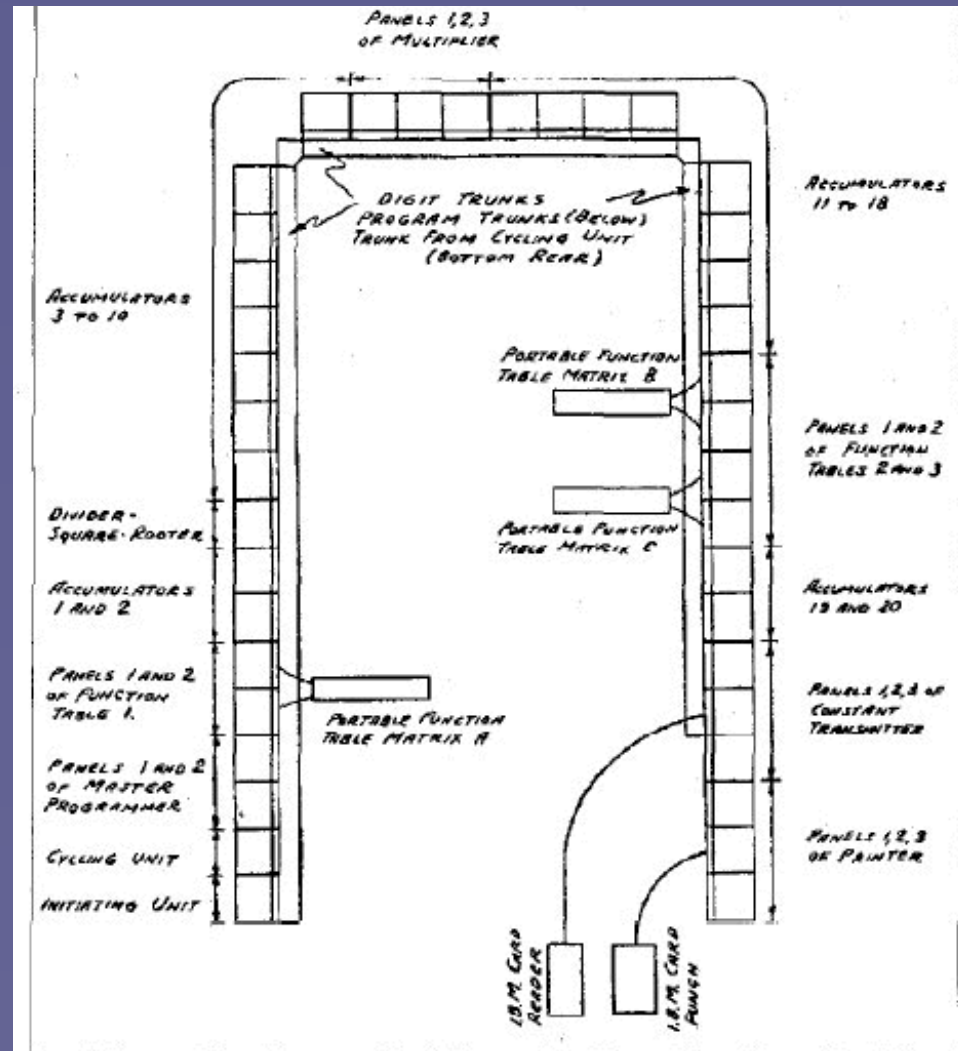 PANELS 1,2,3
OF MULTIPLIER
DIGIT TRUNKS
PROGRAM TRUNKS (BELOW)
TRUNK FROM CYCLING UNIT
(BOTTOM REAR)
ACCUMULATORS
11 TO 18
ACCUMULATORS
3 TO 10
PORTABLE FUNCTION
TABLE MATRIX B
PANELS 1 AND 2
OF FUNCTION
TABLES 2 AND 3
PORTABLE FUNCTION
TABLE MATRIX C
DIVIDER-
SQUARE-ROOTER
ACCUMULATORS
1 AND 2
ACCUMULATORS
19 AND 20
PANELS 1 AND 2
OF FUNCTION
TABLE 1.
PORTABLE FUNCTION
TABLE MATRIX A
PANELS 1,2,3 OF
CONSTANT
TRANSMITTER
PANELS 1 AND 2
OF MASTER
PROGRAMMER
CYCLING UNIT
PANELS 1,2,3
OF PRINTER
INITIATING UNIT
I.B.M. CARD
READER
I.B.M. CARD
PUNCH